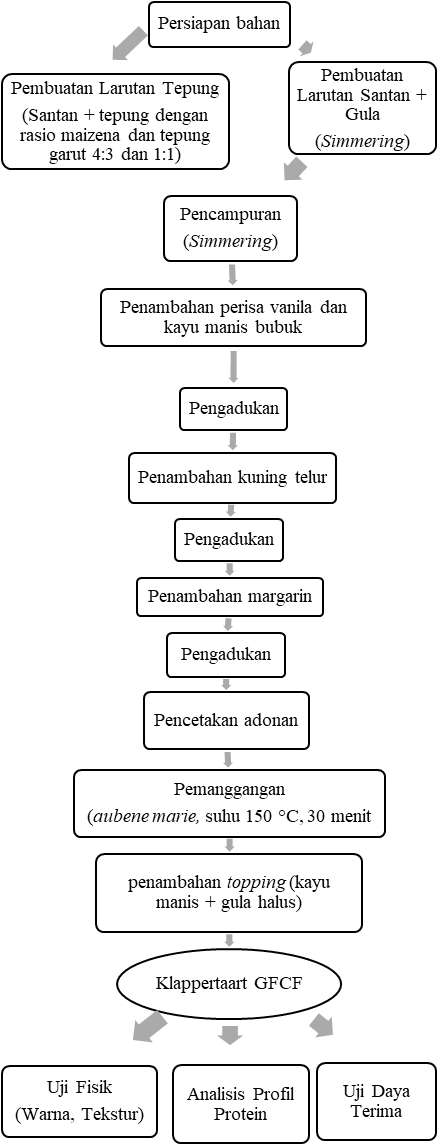 Persiapan bahan
Pembuatan Larutan Tepung
(Santan + tepung dengan
rasio maizena dan tepung
garut 4:3 dan 1:1)
Pembuatan
Larutan Santan +
Gula
(Simmering)
Pencampuran
(Simmering)
Penambahan perisa vanila dan
kayu manis bubuk
Pengadukan
Penambahan kuning telur
Pengadukan
Penambahan margarin
Pengadukan
Pencetakan adonan
Pemanggangan
(aubene marie, suhu 150 °C, 30 menit
penambahan topping (kayu
manis + gula halus)
Klappertaart GFCF
Uji Fisik
(Warna, Tekstur)
Analisis Profil
Protein
Uji Daya
Terima